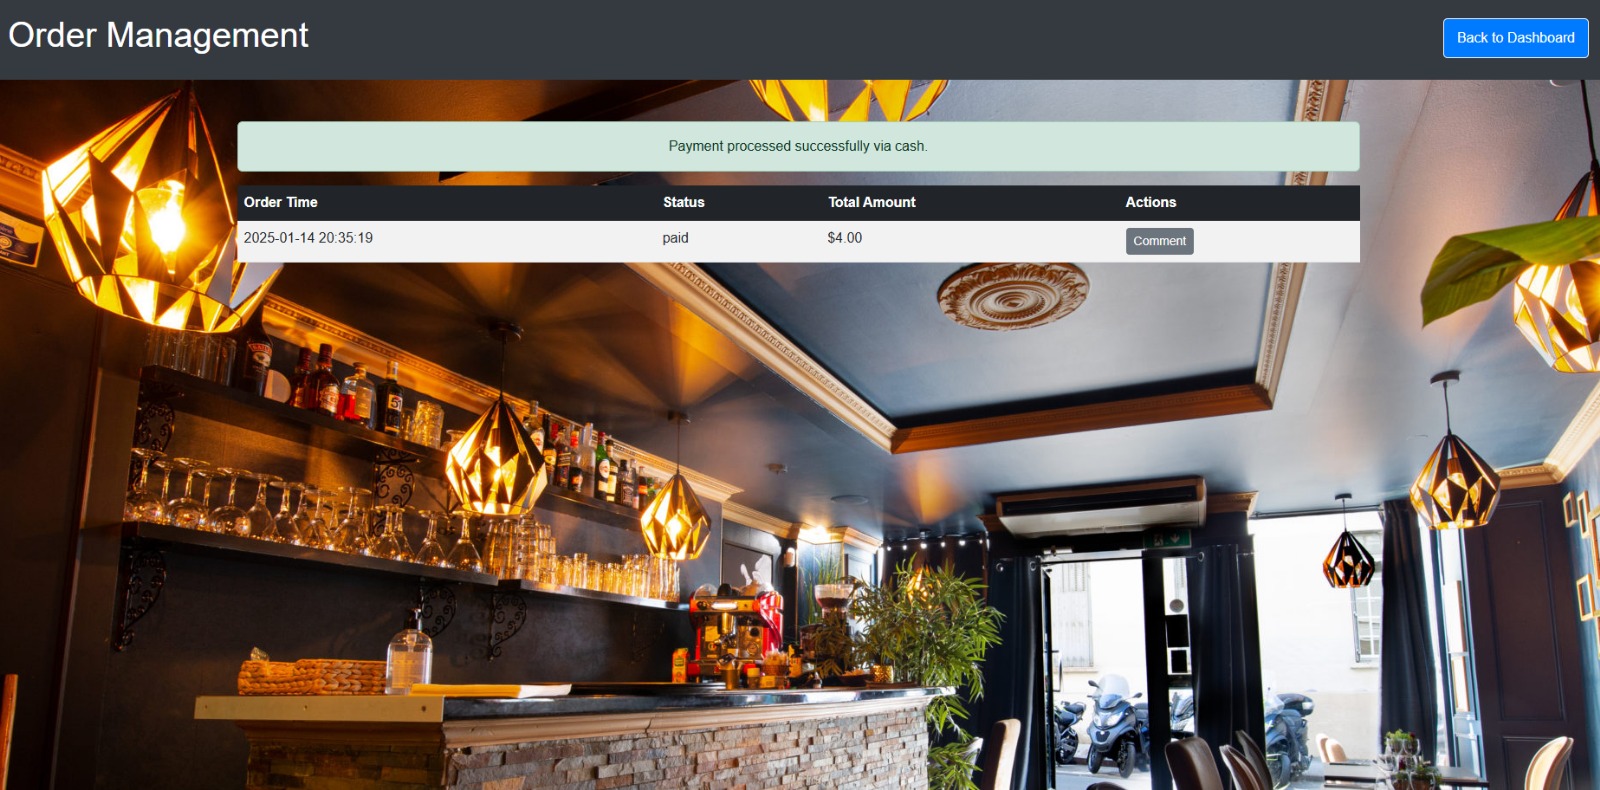 Order Management
Back to Dashboard
Payment processed successfully via cash.
Order Time Status Total Amount Actions
2025-01-14 20:35:19 paid $4.00 Comment